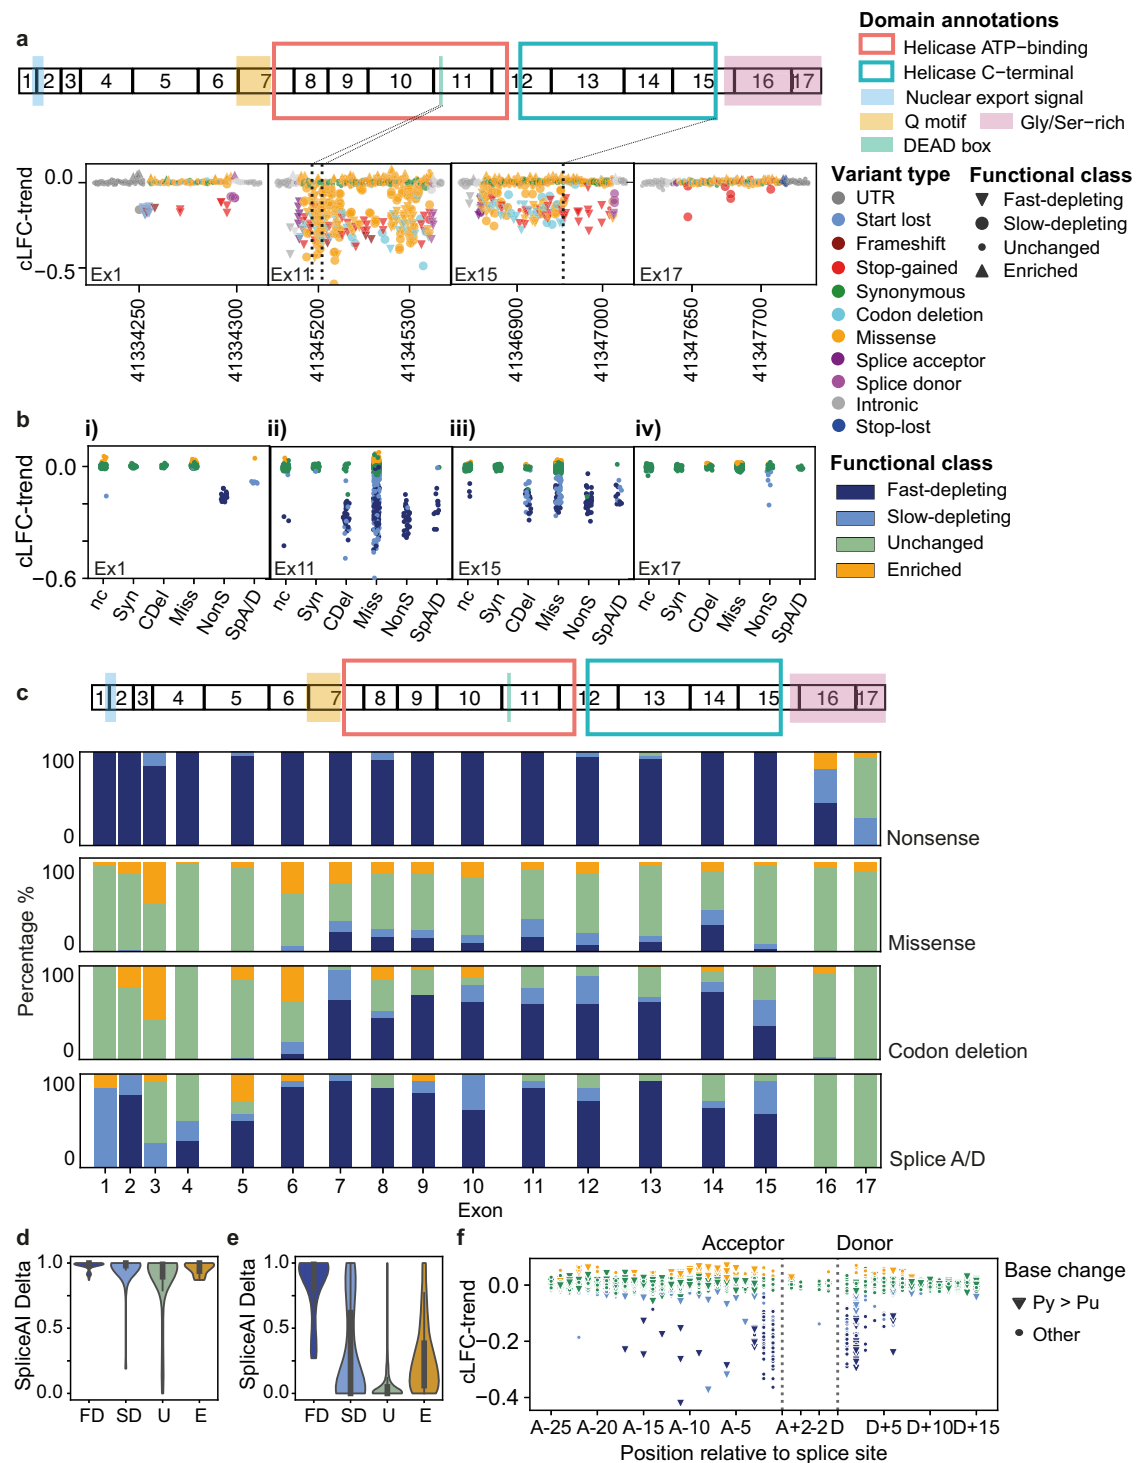 a
1 2 3 4 5 6 7 8 9 10 11 12 13 14 15 16 17
Domain annotations
Helicase ATP−binding
Helicase C−terminal
Nuclear export signal
Q motif Gly/Ser−rich
DEAD box
cLFC-trend
0.0
−0.5
Ex1 Ex11 Ex15 Ex17
41334250 41334300 41345200 41345300 41346900 41347000 41347650 41347700
Variant type
UTR
Start lost
Frameshift
Stop-gained
Synonymous
Codon deletion
Missense
Splice acceptor
Splice donor
Intronic
Stop-lost
Functional class
Fast-depleting
Slow-depleting
Unchanged
Enriched
b
i) ii) iii) iv)
cLFC-trend
0.0
−0.6
Ex1 Ex11 Ex15 Ex17
nc Syn CDel Miss NonS SpA/D nc Syn CDel Miss NonS SpA/D nc Syn CDel Miss NonS SpA/D nc Syn CDel Miss NonS SpA/D
Functional class
Fast-depleting
Slow-depleting
Unchanged
Enriched
c
1 2 3 4 5 6 7 8 9 10 11 12 13 14 15 16 17
Percentage %
100
0
Nonsense
100
0
Missense
100
0
Codon deletion
100
0
Splice A/D
1 2 3 4 5 6 7 8 9 10 11 12 13 14 15 16 17
Exon
d
SpliceAI Delta
1.0
0.5
0.0
FD SD U E
e
SpliceAI Delta
1.0
0.5
0.0
FD SD U E
f
Acceptor Donor
cLFC-trend
0.0
−0.2
−0.4
A-25 A-20 A-15 A-10 A-5 A+2 -2 D D+5 D+10 D+15
Position relative to splice site
Base change
Py > Pu
Other